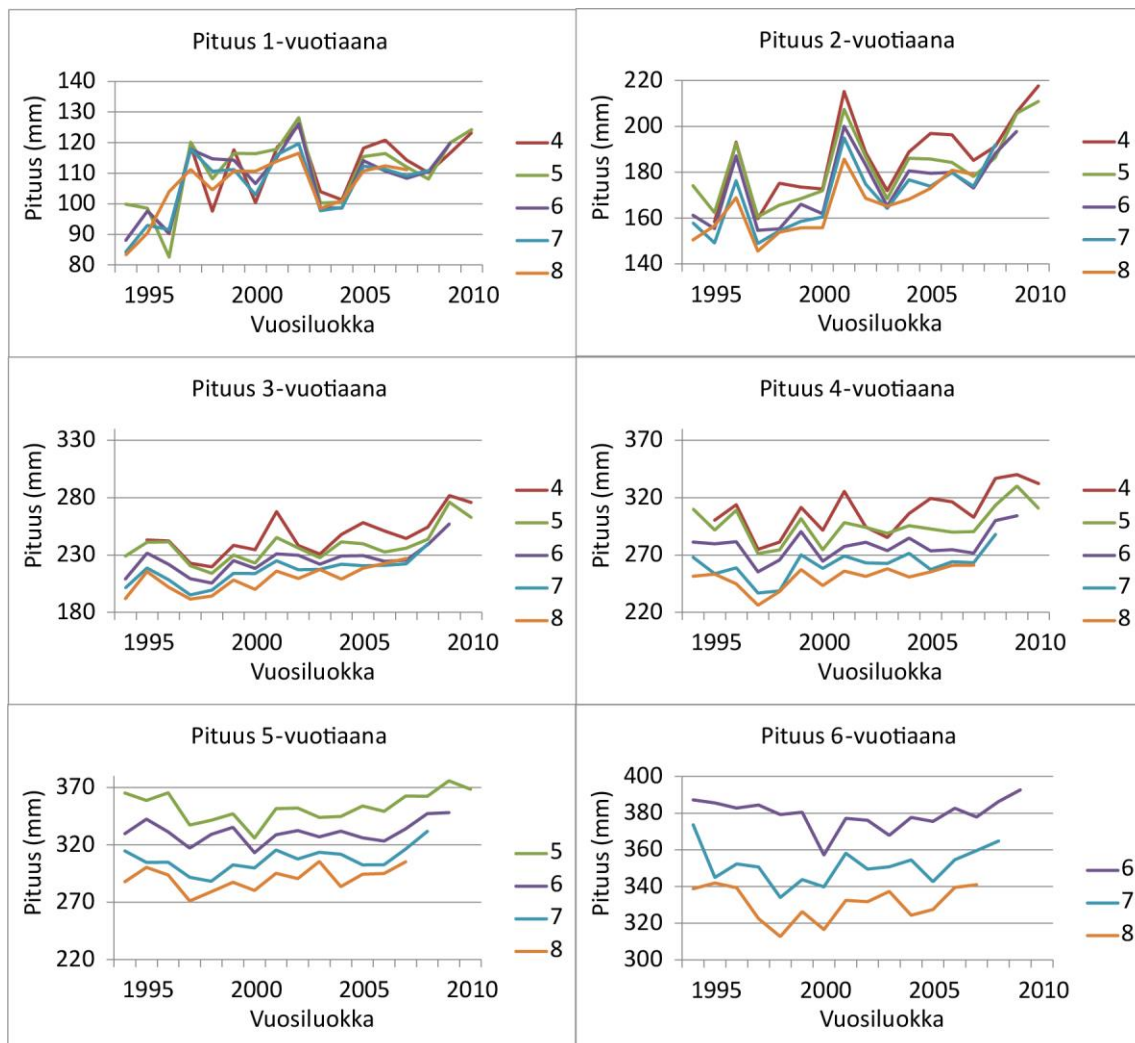 Pituus 1-vuotiaana
Pituus (mm)
140
130
120
110
100
90
80
1995 2000 2005 2010
Vuosiluokka
4
5
6
7
8
Pituus 2-vuotiaana
Pituus (mm)
220
200
180
160
140
1995 2000 2005 2010
Vuosiluokka
4
5
6
7
8
Pituus 3-vuotiaana
Pituus (mm)
330
280
230
180
1995 2000 2005 2010
Vuosiluokka
4
5
6
7
8
Pituus 4-vuotiaana
Pituus (mm)
370
320
270
220
1995 2000 2005 2010
Vuosiluokka
4
5
6
7
8
Pituus 5-vuotiaana
Pituus (mm)
370
320
270
220
1995 2000 2005 2010
Vuosiluokka
5
6
7
8
Pituus 6-vuotiaana
Pituus (mm)
400
380
360
340
320
300
1995 2000 2005 2010
Vuosiluokka
6
7
8